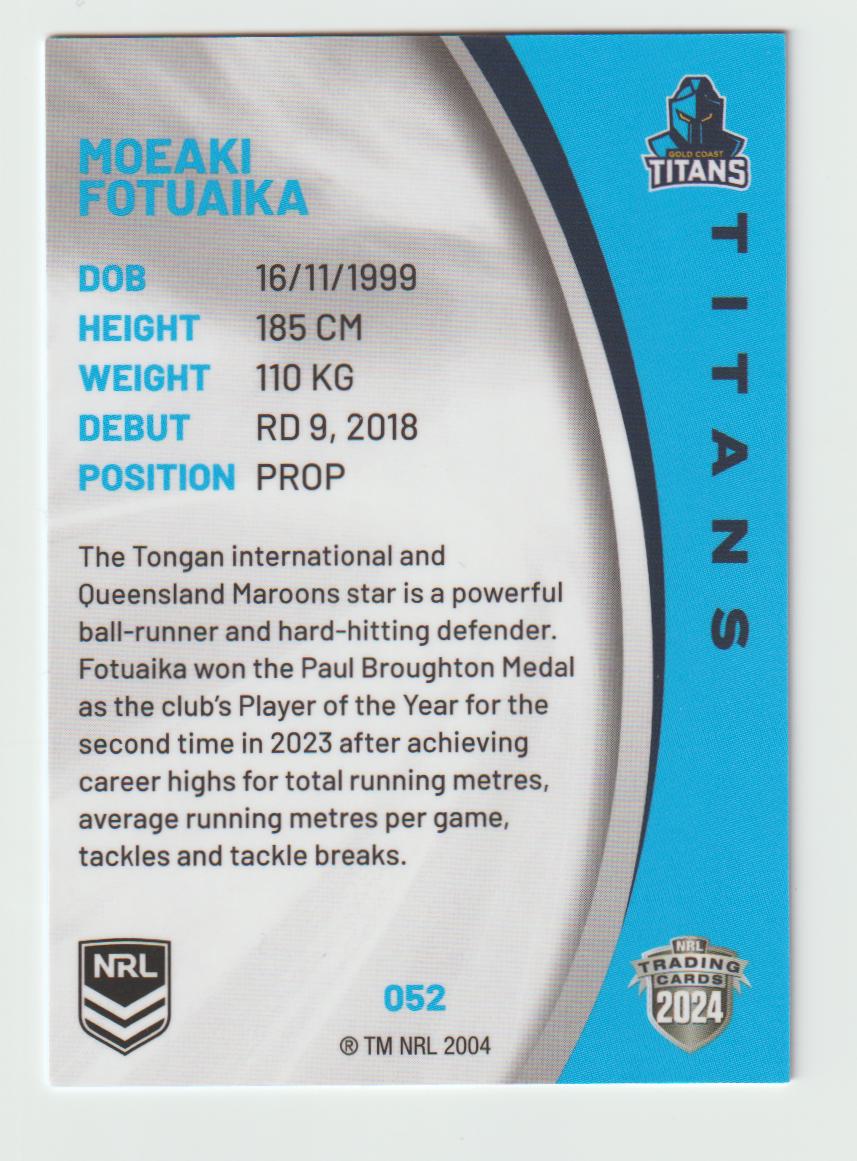 MOEAKI
FOTUAIKA
DOB 16/11/1999
HEIGHT 185 CM
WEIGHT 110 KG
DEBUT RD 9, 2018
POSITION PROP
The Tongan international and
Queensland Maroons star is a powerful
ball-runner and hard-hitting defender.
Fotuaika won the Paul Broughton Medal
as the club's Player of the Year for the
second time in 2023 after achieving
career highs for total running metres,
average running metres per game,
tackles and tackle breaks.
NRL
052
® TM NRL 2004
GOLD COAST
TITANS
TITANS
NRL
TRADING
CARDS
2024